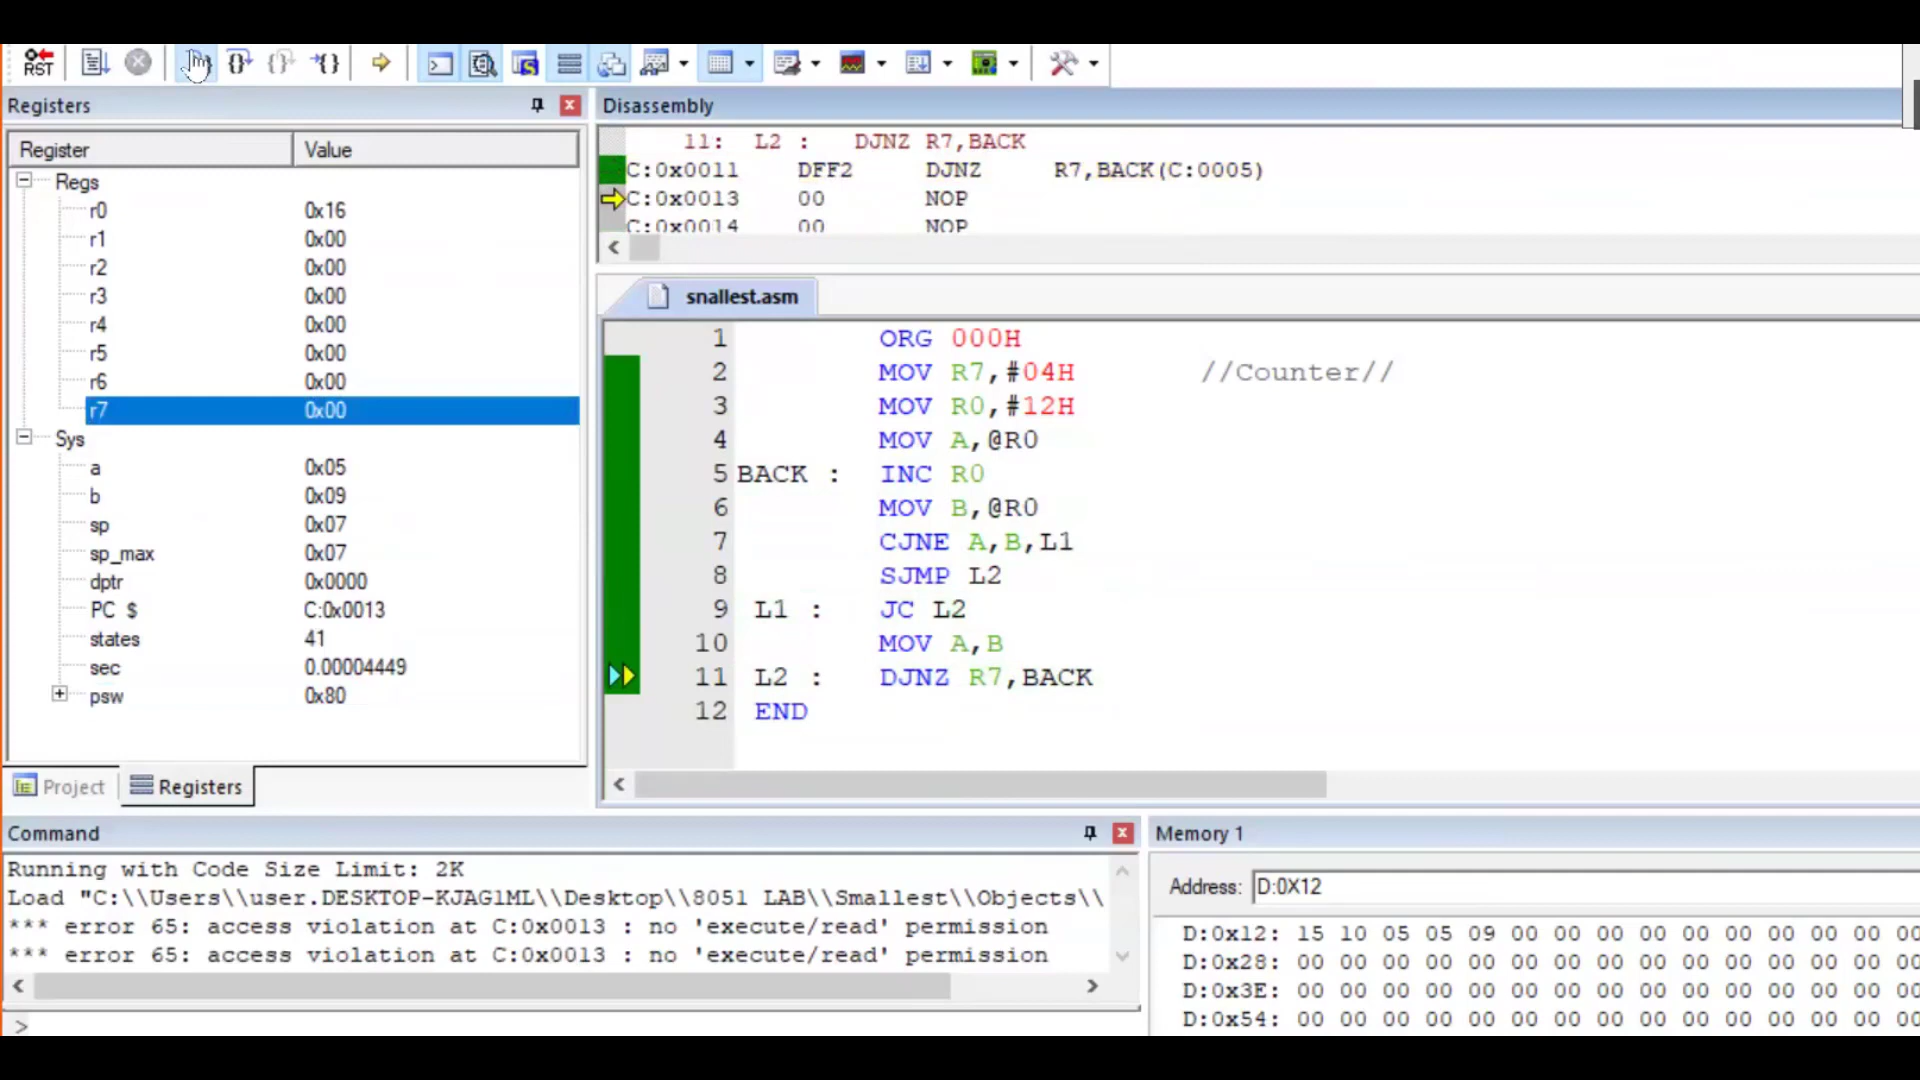 RST
Registers
Register Value
Regs
r0 0x16
r1 0x00
r2 0x00
r3 0x00
r4 0x00
r5 0x00
r6 0x00
r7 0x00
Sys
a 0x05
b 0x09
sp 0x07
sp_max 0x07
dptr 0x0000
PC $ C:0x0013
states 41
sec 0.00004449
psw 0x80
Project Registers
Disassembly
11: L2 : DJNZ R7,BACK
C:0x0011 DFF2 DJNZ R7,BACK(C:0005)
C:0x0013 00 NOP
C:0x0014 00 NOP
snallest.asm
1 ORG 000H
2 MOV R7,#04H //Counter//
3 MOV R0,#12H
4 MOV A,@R0
5 BACK : INC R0
6 MOV B,@R0
7 CJNE A,B,L1
8 SJMP L2
9 L1 : JC L2
10 MOV A,B
11 L2 : DJNZ R7,BACK
12 END
Command
Running with Code Size Limit: 2K
Load "C:\\Users\\user.DESKTOP-KJAG1ML\\Desktop\\8051 LAB\\Smallest\\Objects\\
*** error 65: access violation at C:0x0013 : no 'execute/read' permission
*** error 65: access violation at C:0x0013 : no 'execute/read' permission
>
Memory 1
Address: D:0X12
D:0x12: 15 10 05 05 09 00 00 00 00 00 00 00 00 00 00
D:0x28: 00 00 00 00 00 00 00 00 00 00 00 00 00 00 00
D:0x3E: 00 00 00 00 00 00 00 00 00 00 00 00 00 00 00
D:0x54: 00 00 00 00 00 00 00 00 00 00 00 00 00 00 00